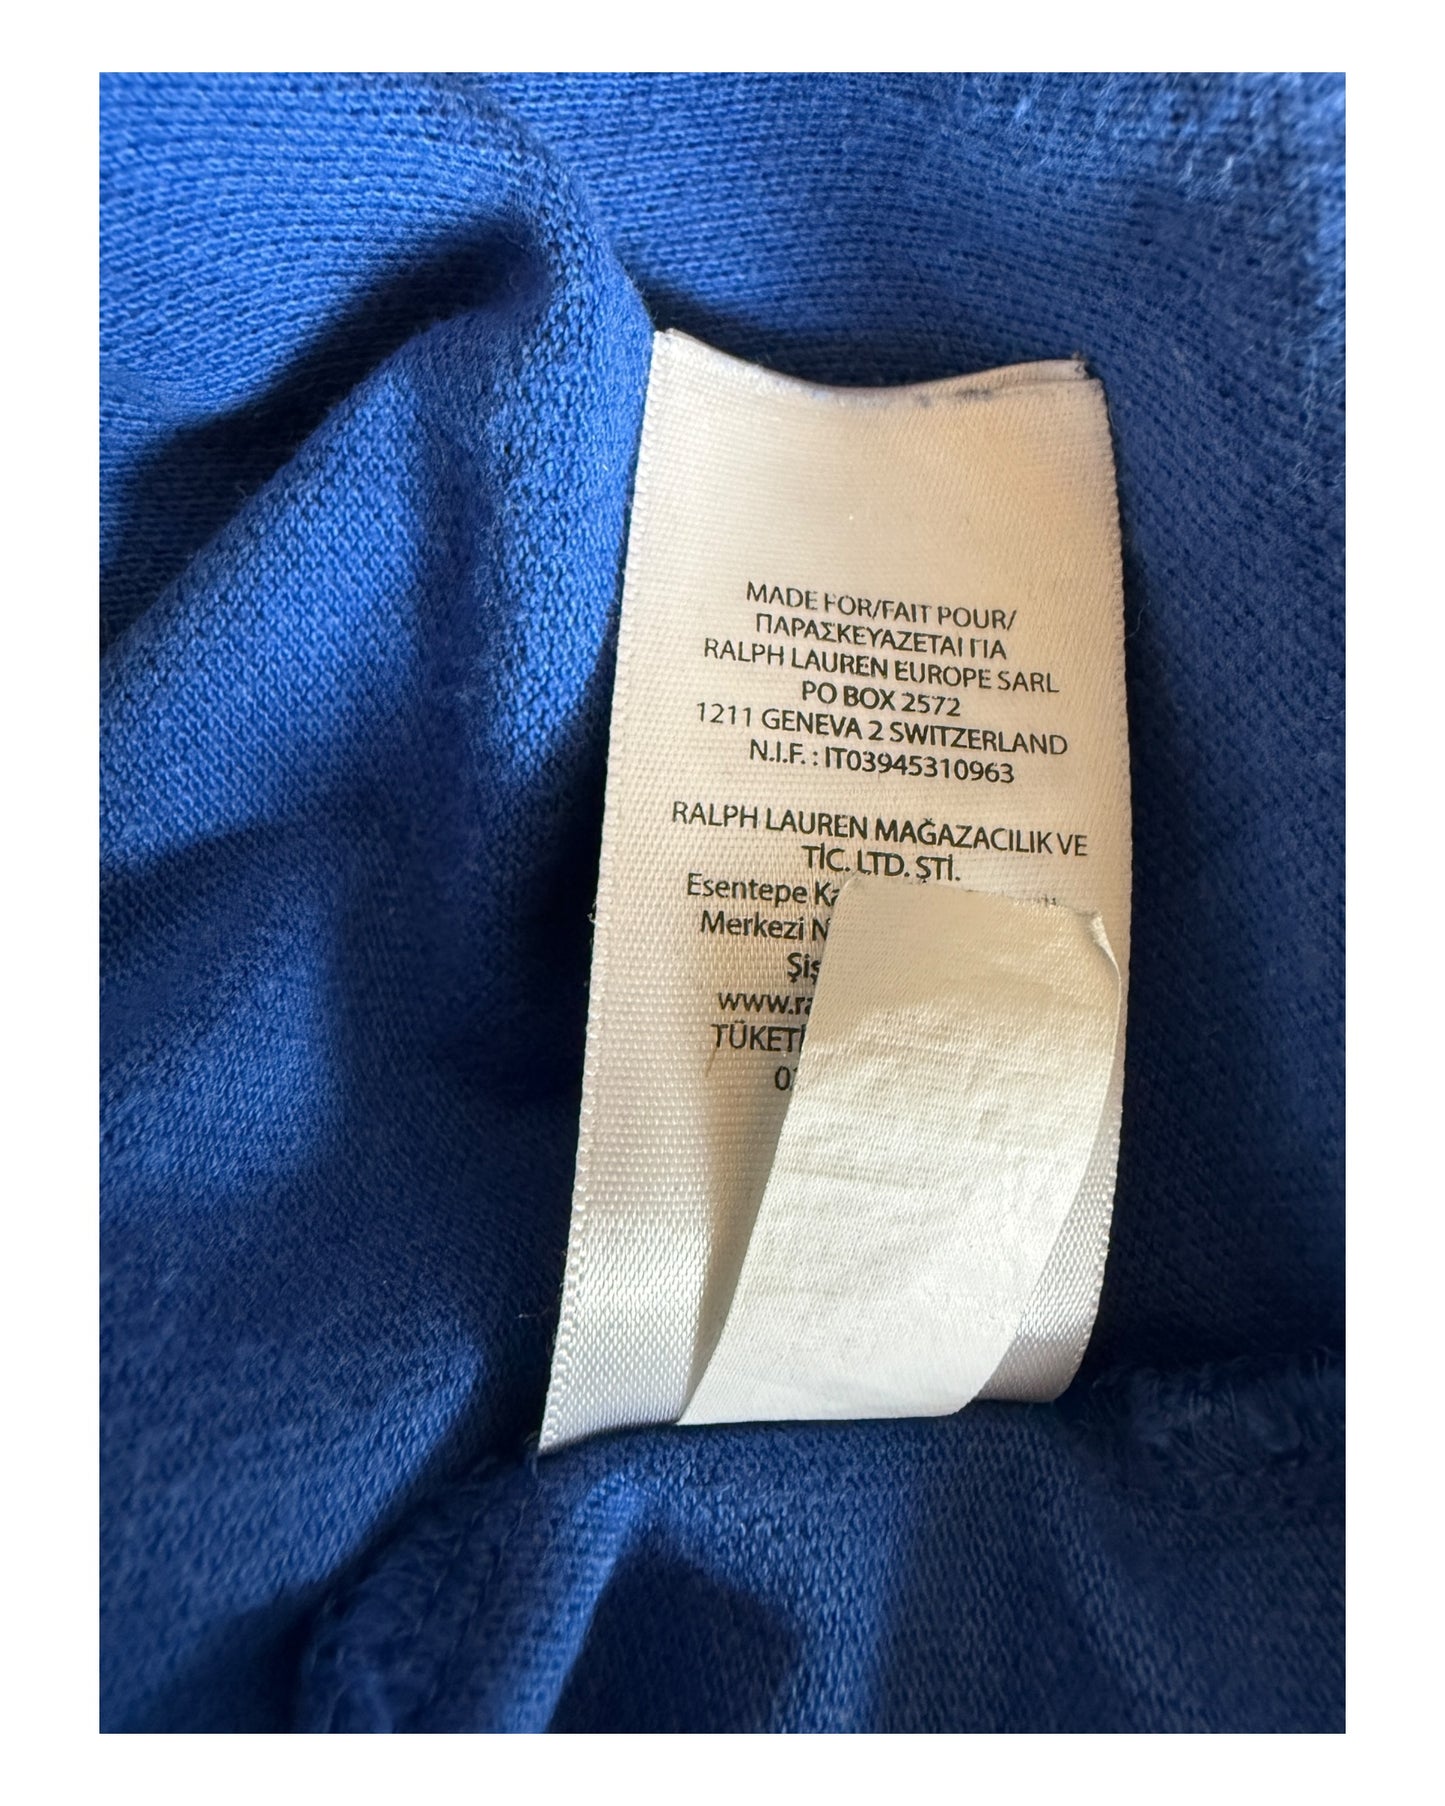 MADE FOR/FAIT POUR/
ΠΑΡΑΣΚΕΥΑΖΕΤΑΙ ΓΙΑ
RALPH LAUREN EUROPE SARL
PO BOX 2572
1211 GENEVA 2 SWITZERLAND
N.I.F. : IT03945310963
RALPH LAUREN MAĞAZACILIK VE
TİC. LTD. ŞTİ.
Esentepe
Merkezi